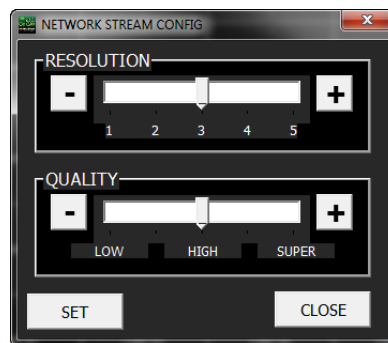 NETWORK STREAM CONFIG
x
RESOLUTION
- +
1 2 3 4 5
QUALITY
- +
LOW HIGH SUPER
SET CLOSE